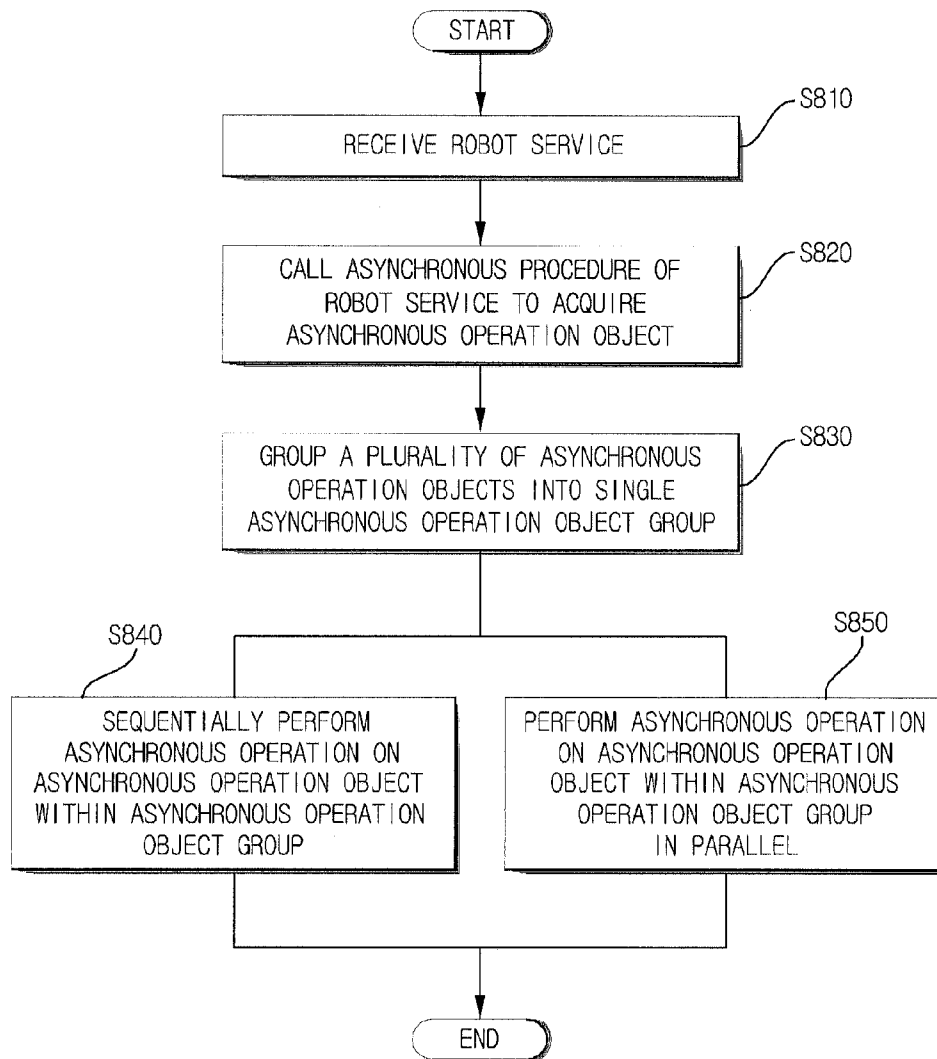 START
S810
RECEIVE ROBOT SERVICE
S820
CALL ASYNCHRONOUS PROCEDURE OF
ROBOT SERVICE TO ACQUIRE
ASYNCHRONOUS OPERATION OBJECT
S830
GROUP A PLURALITY OF ASYNCHRONOUS
OPERATION OBJECTS INTO SINGLE
ASYNCHRONOUS OPERATION OBJECT GROUP
S840
SEQUENTIALLY PERFORM
ASYNCHRONOUS OPERATION ON
ASYNCHRONOUS OPERATION OBJECT
WITHIN ASYNCHRONOUS OPERATION
OBJECT GROUP
S850
PERFORM ASYNCHRONOUS OPERATION
ON ASYNCHRONOUS OPERATION
OBJECT WITHIN ASYNCHRONOUS
OPERATION OBJECT GROUP
IN PARALLEL
END